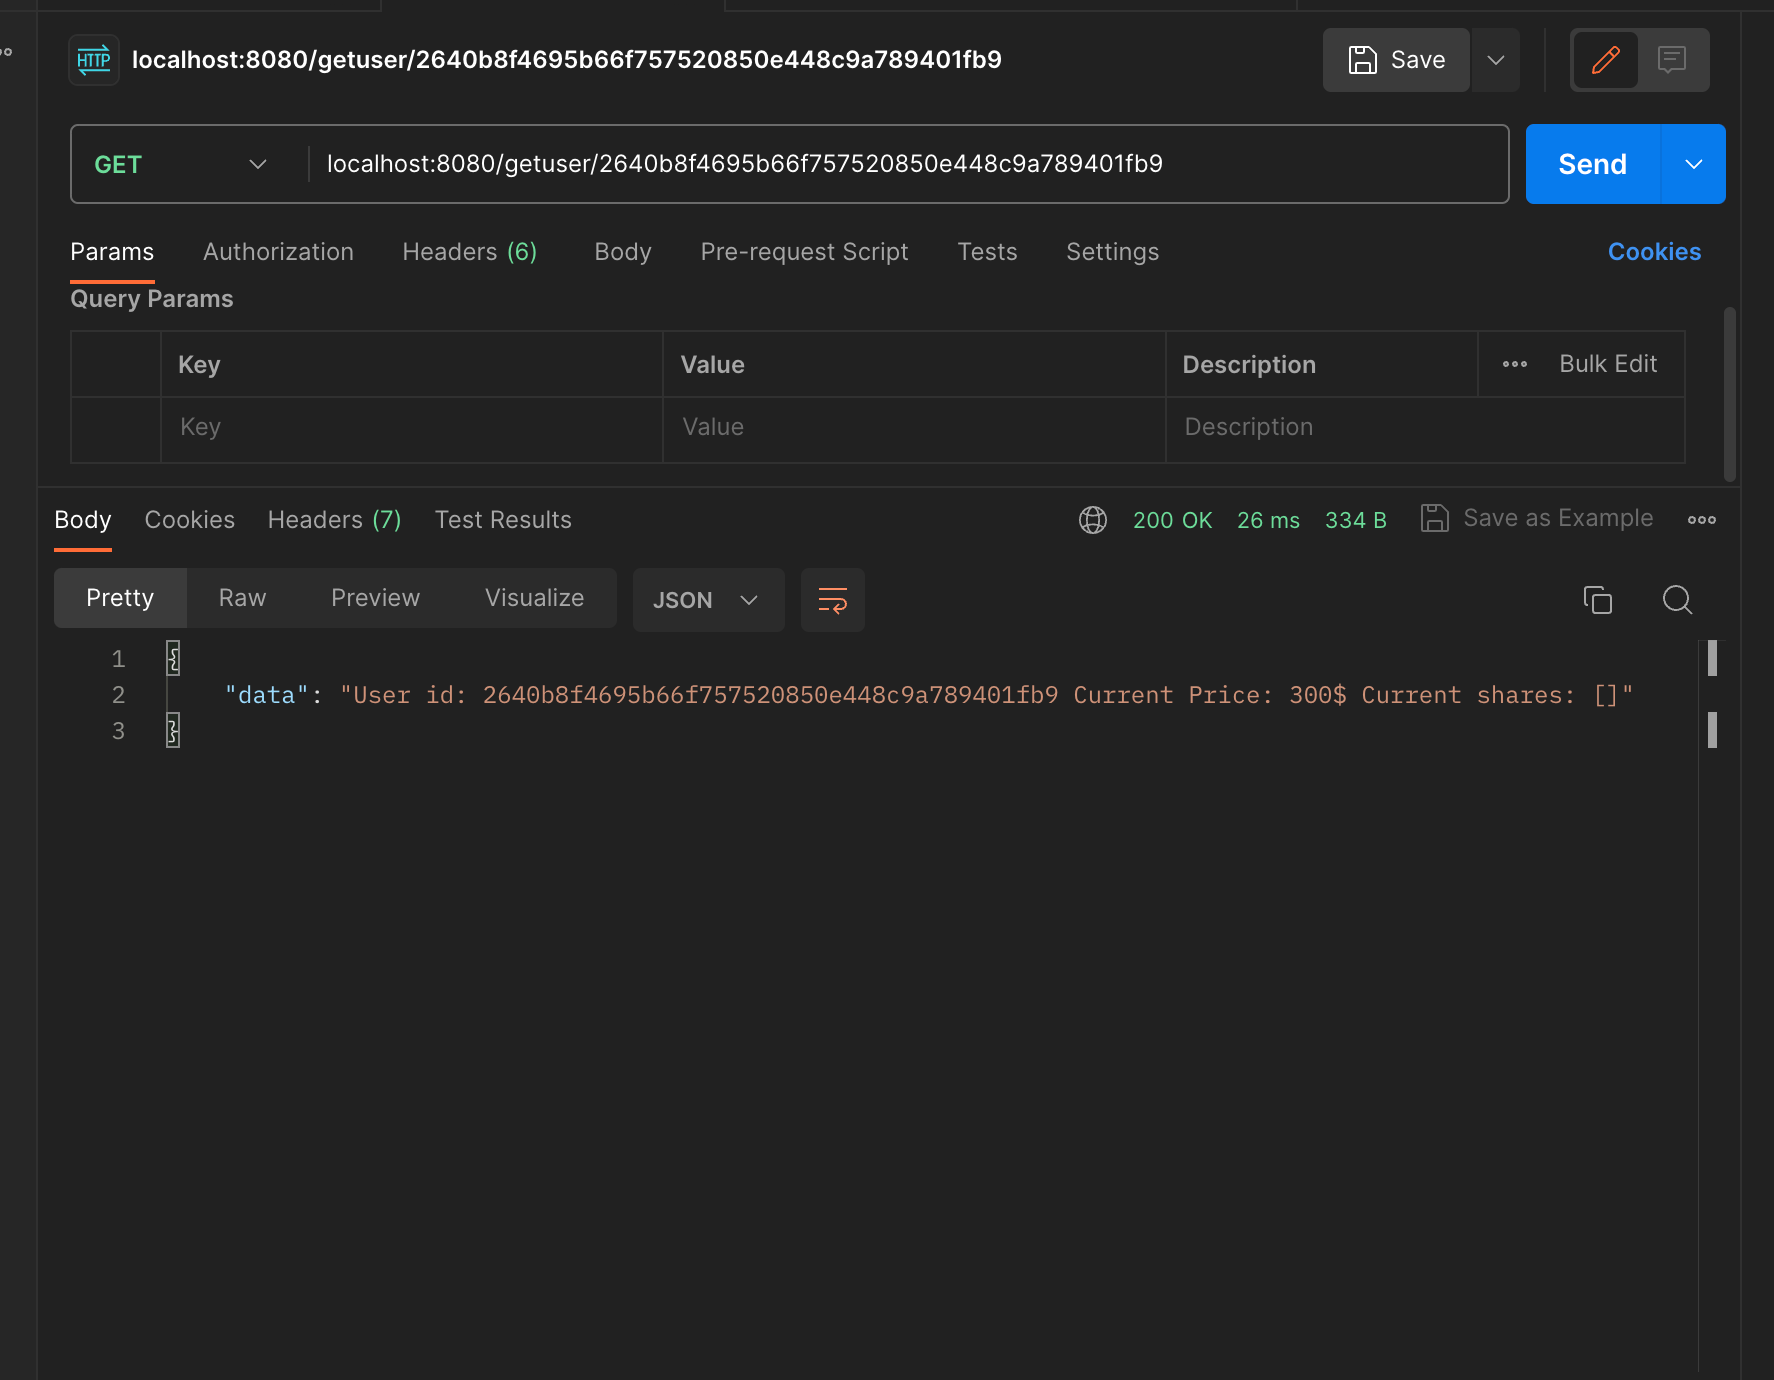 HTTP localhost:8080/getuser/2640b8f4695b66f757520850e448c9a789401fb9 Save
GET localhost:8080/getuser/2640b8f4695b66f757520850e448c9a789401fb9 Send
Params Authorization Headers (6) Body Pre-request Script Tests Settings Cookies
Query Params
Key Value Description Bulk Edit
Key Value Description
Body Cookies Headers (7) Test Results 200 OK 26 ms 334 B Save as Example
Pretty Raw Preview Visualize JSON
1 {
2 "data": "User id: 2640b8f4695b66f757520850e448c9a789401fb9 Current Price: 300$ Current shares: []"
3 }